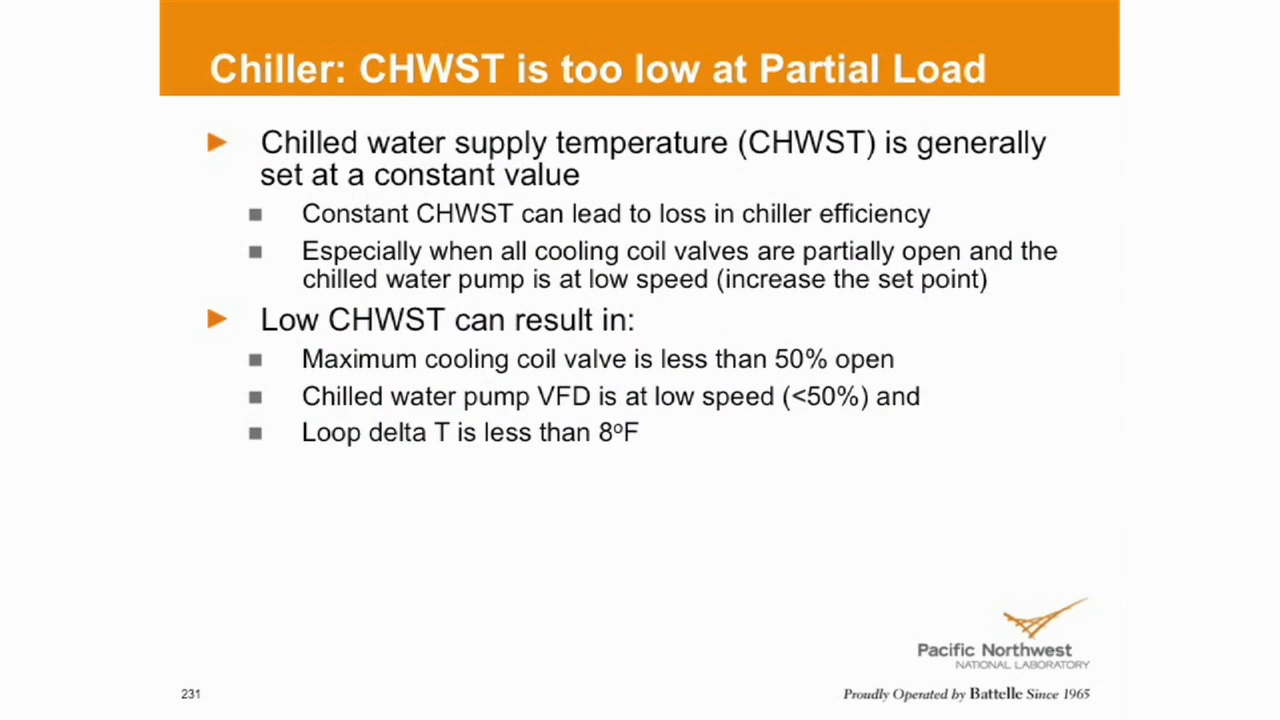 Chiller: CHWST is too low at Partial Load
Chilled water supply temperature (CHWST) is generally
set at a constant value
Constant CHWST can lead to loss in chiller efficiency
Especially when all cooling coil valves are partially open and the
chilled water pump is at low speed (increase the set point)
Low CHWST can result in:
Maximum cooling coil valve is less than 50% open
Chilled water pump VFD is at low speed (<50%) and
Loop delta T is less than 8ºF
Pacific Northwest
NATIONAL LABORATORY
231
Proudly Operated by Battelle Since 1965